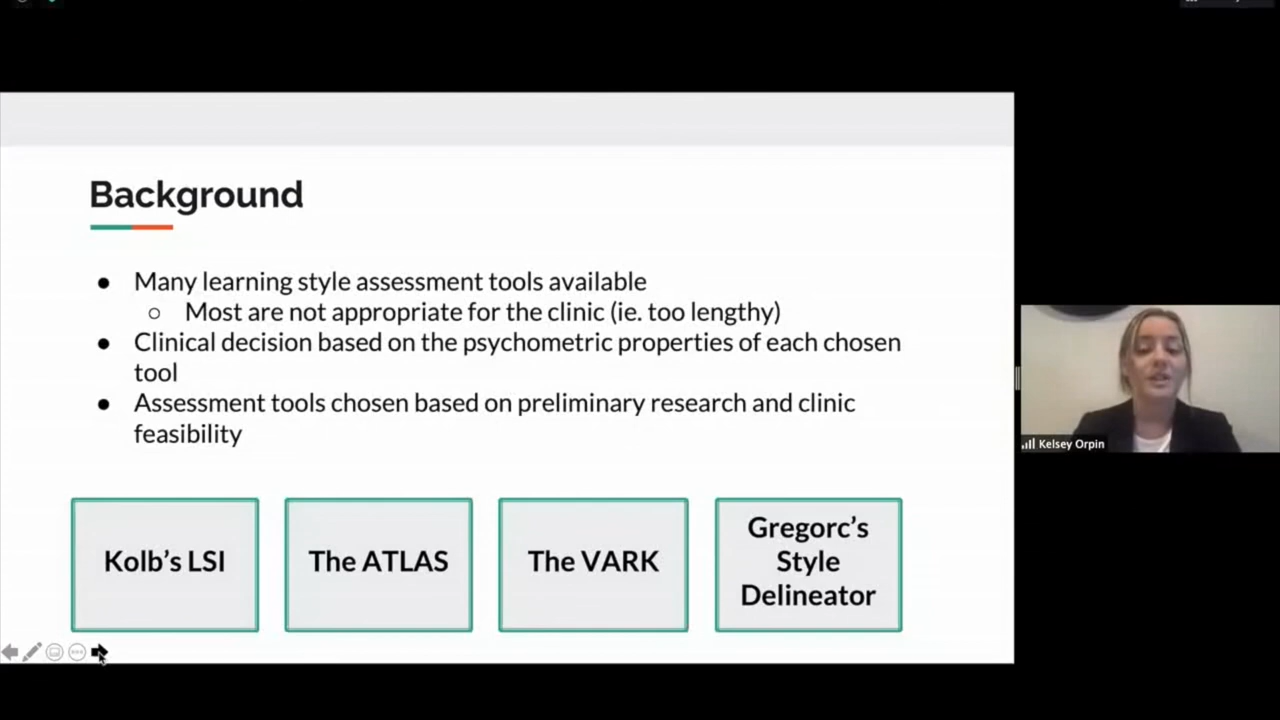 Background
● Many learning style assessment tools available
○ Most are not appropriate for the clinic (ie. too lengthy)
● Clinical decision based on the psychometric properties of each chosen
tool
● Assessment tools chosen based on preliminary research and clinic
feasibility
Kolb's LSI
The ATLAS
The VARK
Gregorc's
Style
Delineator
Kelsey Orpin